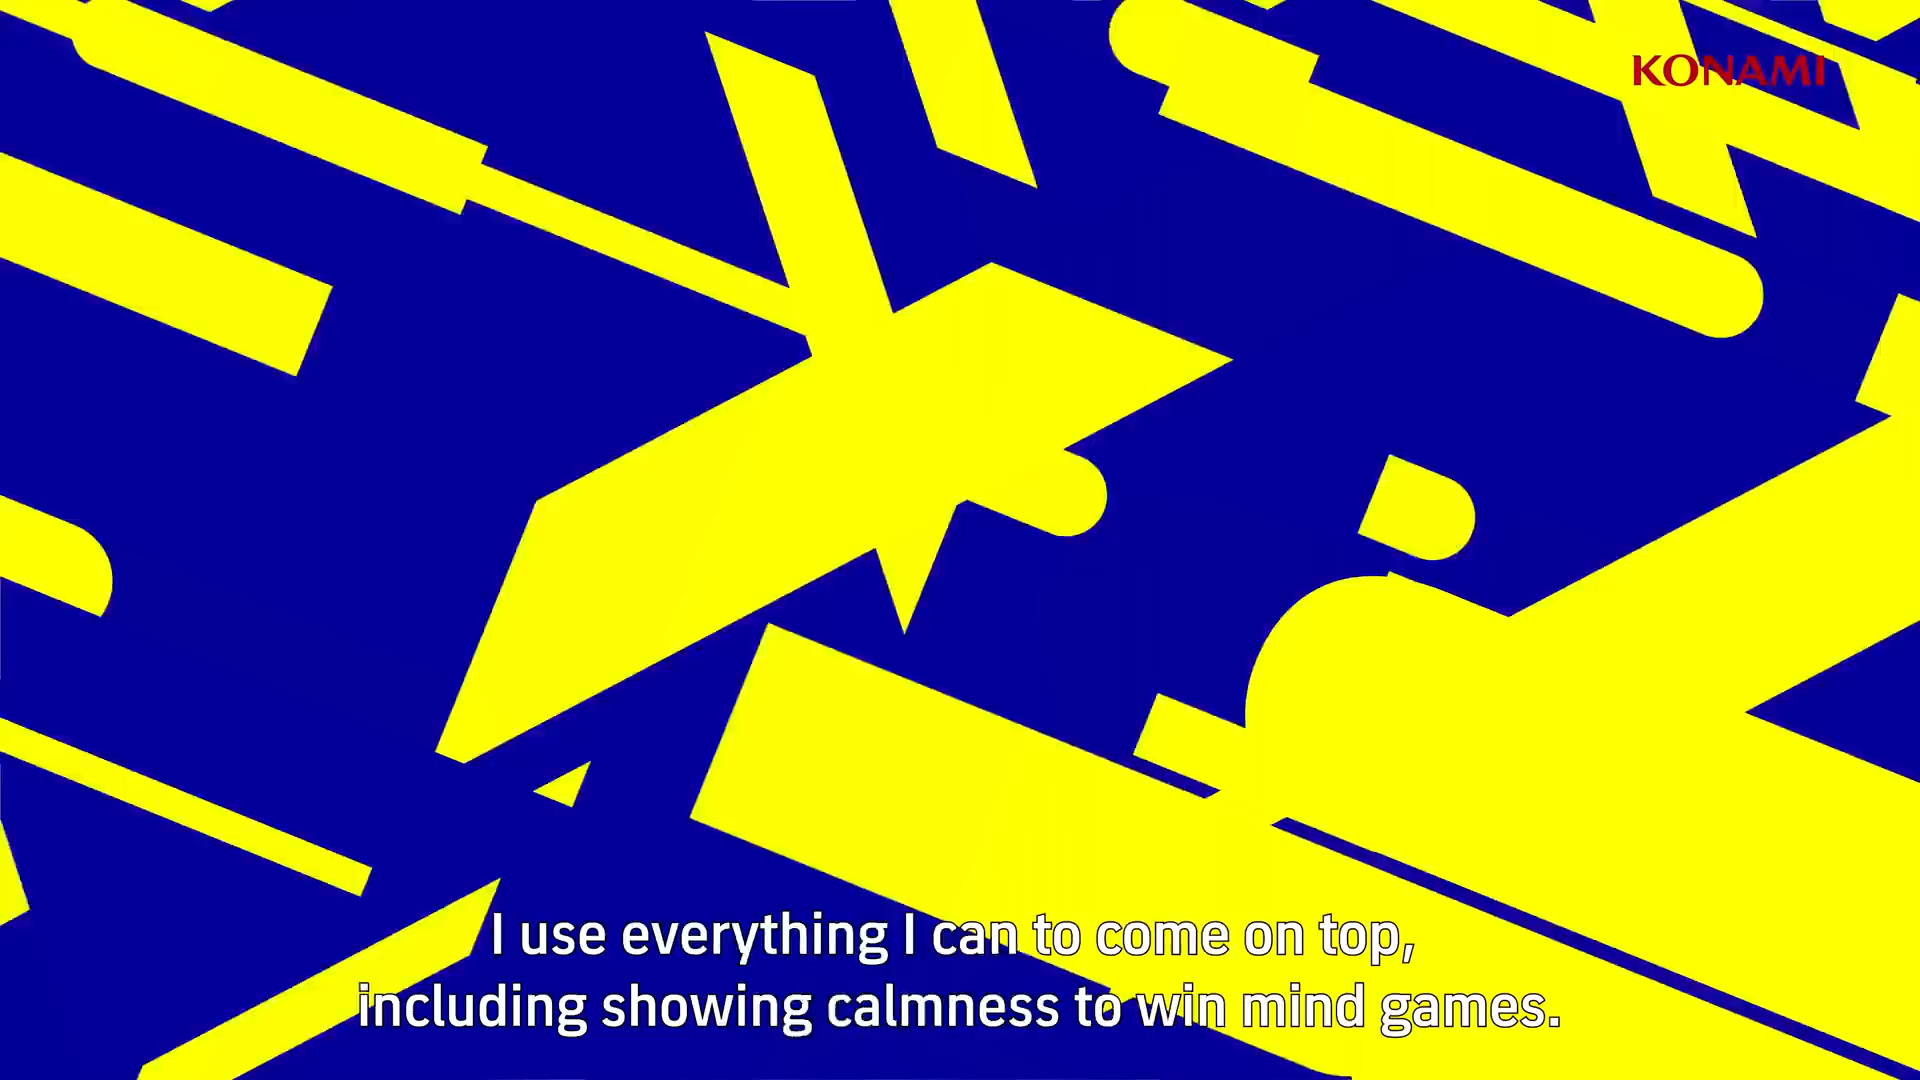 KONAMI
I use everything I can to come on top,
including showing calmness to win mind games.